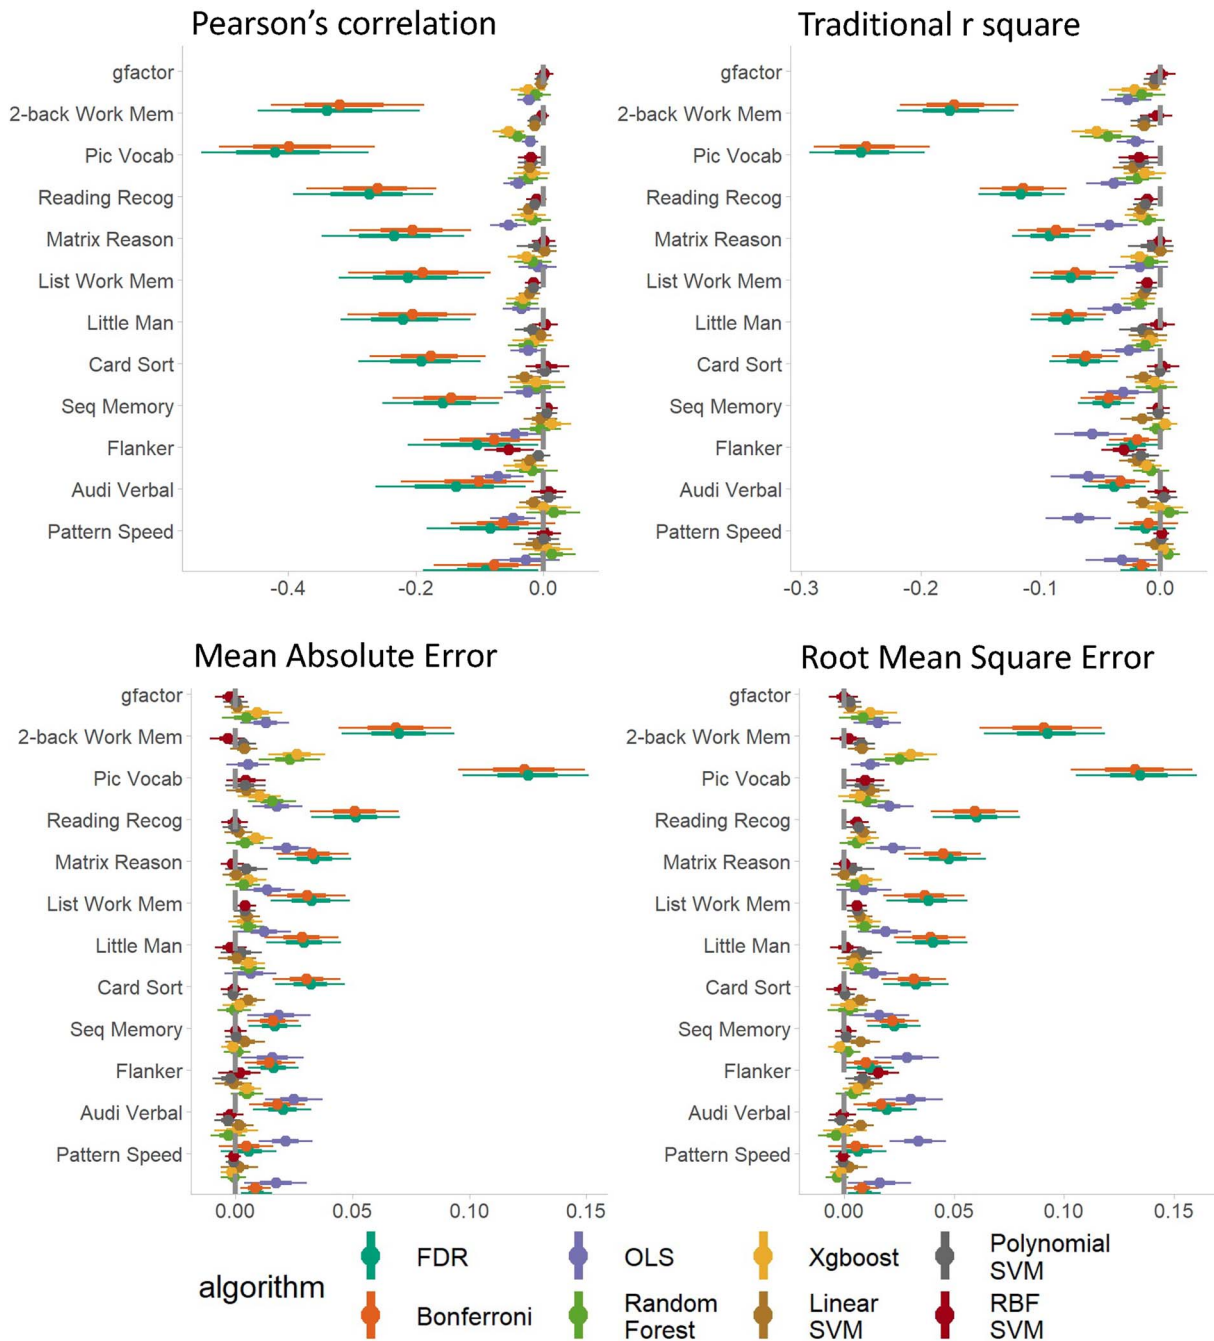 Pearson’s correlation
Traditional r square
gfactor
2-back Work Mem
Pic Vocab
Reading Recog
Matrix Reason
List Work Mem
Little Man
Card Sort
Seq Memory
Flanker
Audi Verbal
Pattern Speed
-0.4 -0.2 0.0
gfactor
2-back Work Mem
Pic Vocab
Reading Recog
Matrix Reason
List Work Mem
Little Man
Card Sort
Seq Memory
Flanker
Audi Verbal
Pattern Speed
-0.3 -0.2 -0.1 0.0
Mean Absolute Error
Root Mean Square Error
gfactor
2-back Work Mem
Pic Vocab
Reading Recog
Matrix Reason
List Work Mem
Little Man
Card Sort
Seq Memory
Flanker
Audi Verbal
Pattern Speed
0.00 0.05 0.10 0.15
gfactor
2-back Work Mem
Pic Vocab
Reading Recog
Matrix Reason
List Work Mem
Little Man
Card Sort
Seq Memory
Flanker
Audi Verbal
Pattern Speed
0.00 0.05 0.10 0.15
algorithm
FDR
Bonferroni
OLS
Random
Forest
Xgboost
Linear
SVM
Polynomial
SVM
RBF
SVM